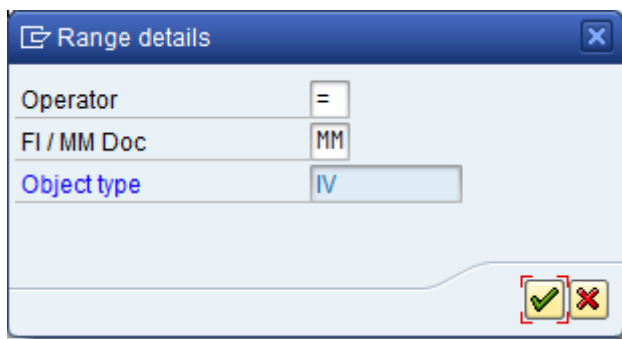 Range details
Operator =
FI / MM Doc MM
Object type IV